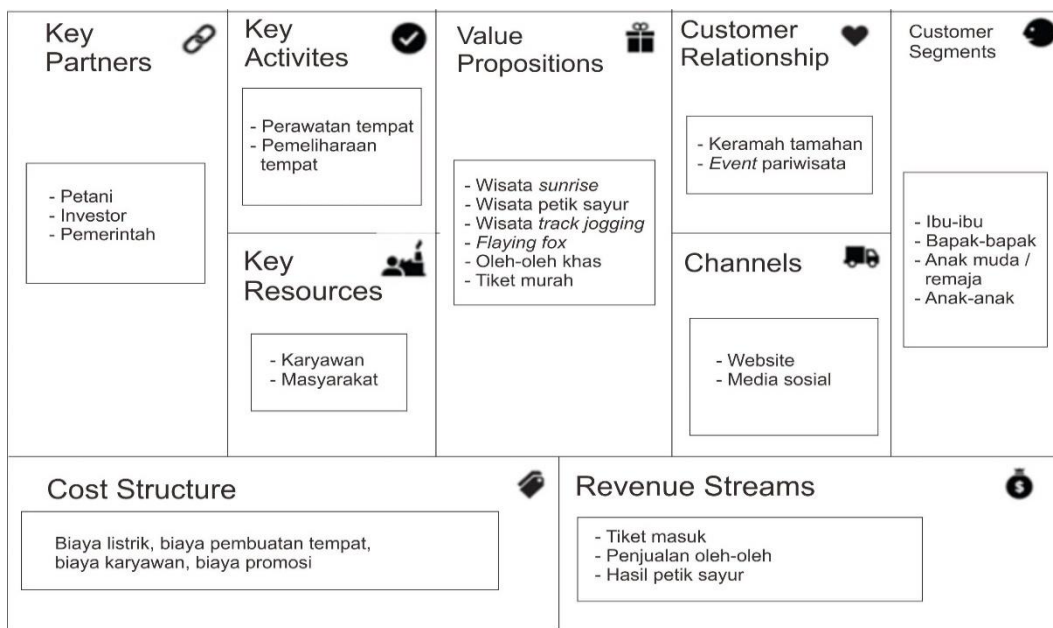 Key
Partners
- Petani
- Investor
- Pemerintah
Key
Activites
- Perawatan tempat
- Pemeliharaan
tempat
Key
Resources
- Karyawan
- Masyarakat
Value
Propositions
- Wisata sunrise
- Wisata petik sayur
- Wisata track jogging
- Flaying fox
- Oleh-oleh khas
- Tiket murah
Customer
Relationship
- Keramah tamahan
- Event pariwisata
Channels
- Website
- Media sosial
Customer
Segments
- Ibu-ibu
- Bapak-bapak
- Anak muda /
remaja
- Anak-anak
Cost Structure
Biaya listrik, biaya pembuatan tempat,
biaya karyawan, biaya promosi
Revenue Streams
$
- Tiket masuk
- Penjualan oleh-oleh
- Hasil petik sayur